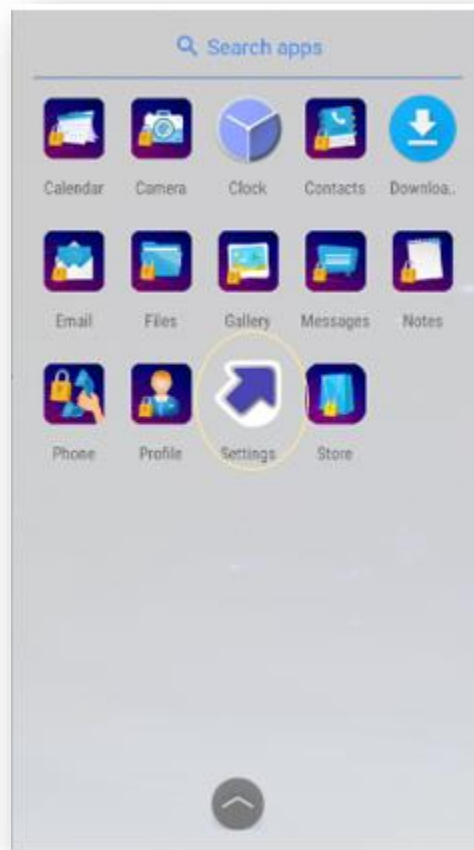 Search apps
Calendar Camera Clock Contacts Downloa..
Email Files Gallery Messages Notes
Phone Profile Settings Store